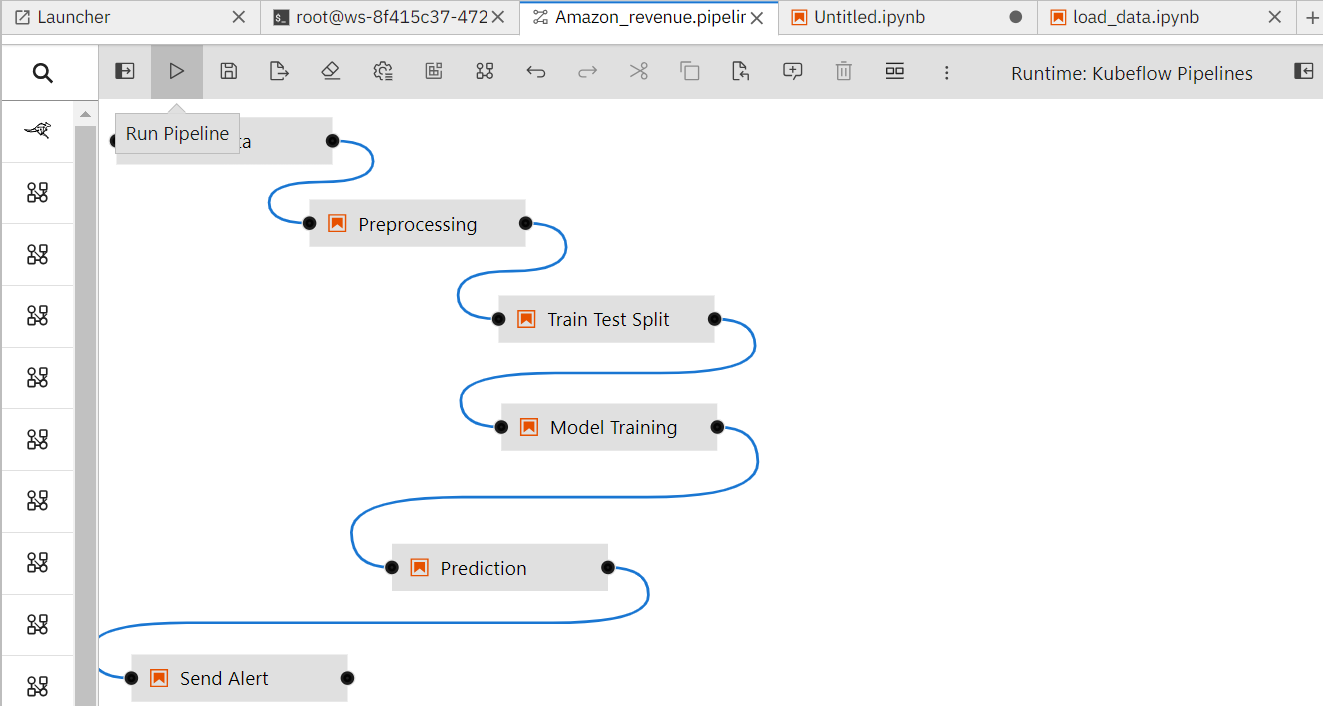 Launcher
root@ws-8f415c37-472
Amazon_revenue.pipelir
Untitled.ipynb
load_data.ipynb
Runtime: Kubeflow Pipelines
Run Pipeline
ta
Preprocessing
Train Test Split
Model Training
Prediction
Send Alert